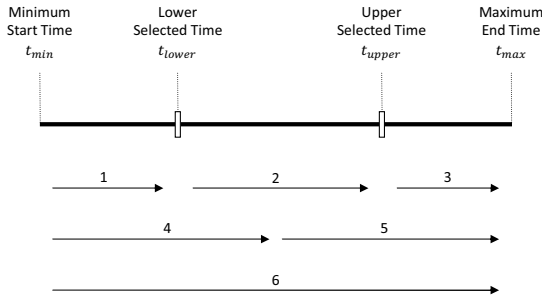 Minimum
Start Time
t_min
Lower
Selected Time
t_lower
Upper
Selected Time
t_upper
Maximum
End Time
t_max
1
2
3
4
5
6